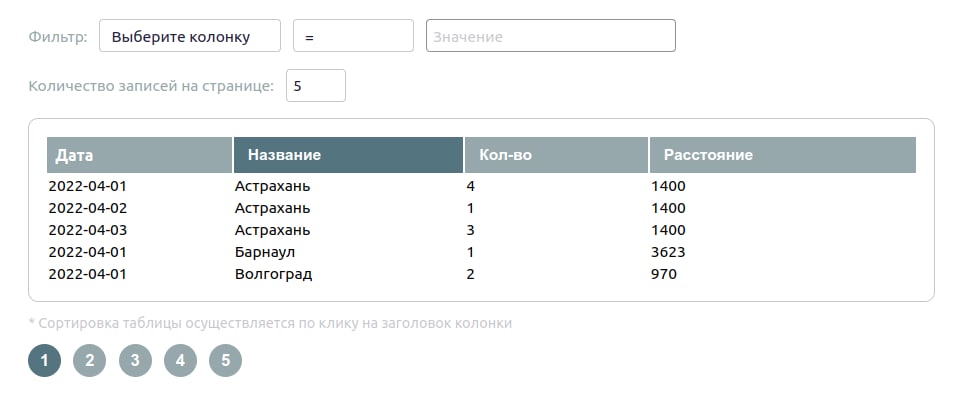 Фильтр: Выберите колонку = Значение
Количество записей на странице: 5
Дата Название Кол-во Расстояние
2022-04-01 Астрахань 4 1400
2022-04-02 Астрахань 1 1400
2022-04-03 Астрахань 3 1400
2022-04-01 Барнаул 1 3623
2022-04-01 Волгоград 2 970
* Сортировка таблицы осуществляется по клику на заголовок колонки
1 2 3 4 5